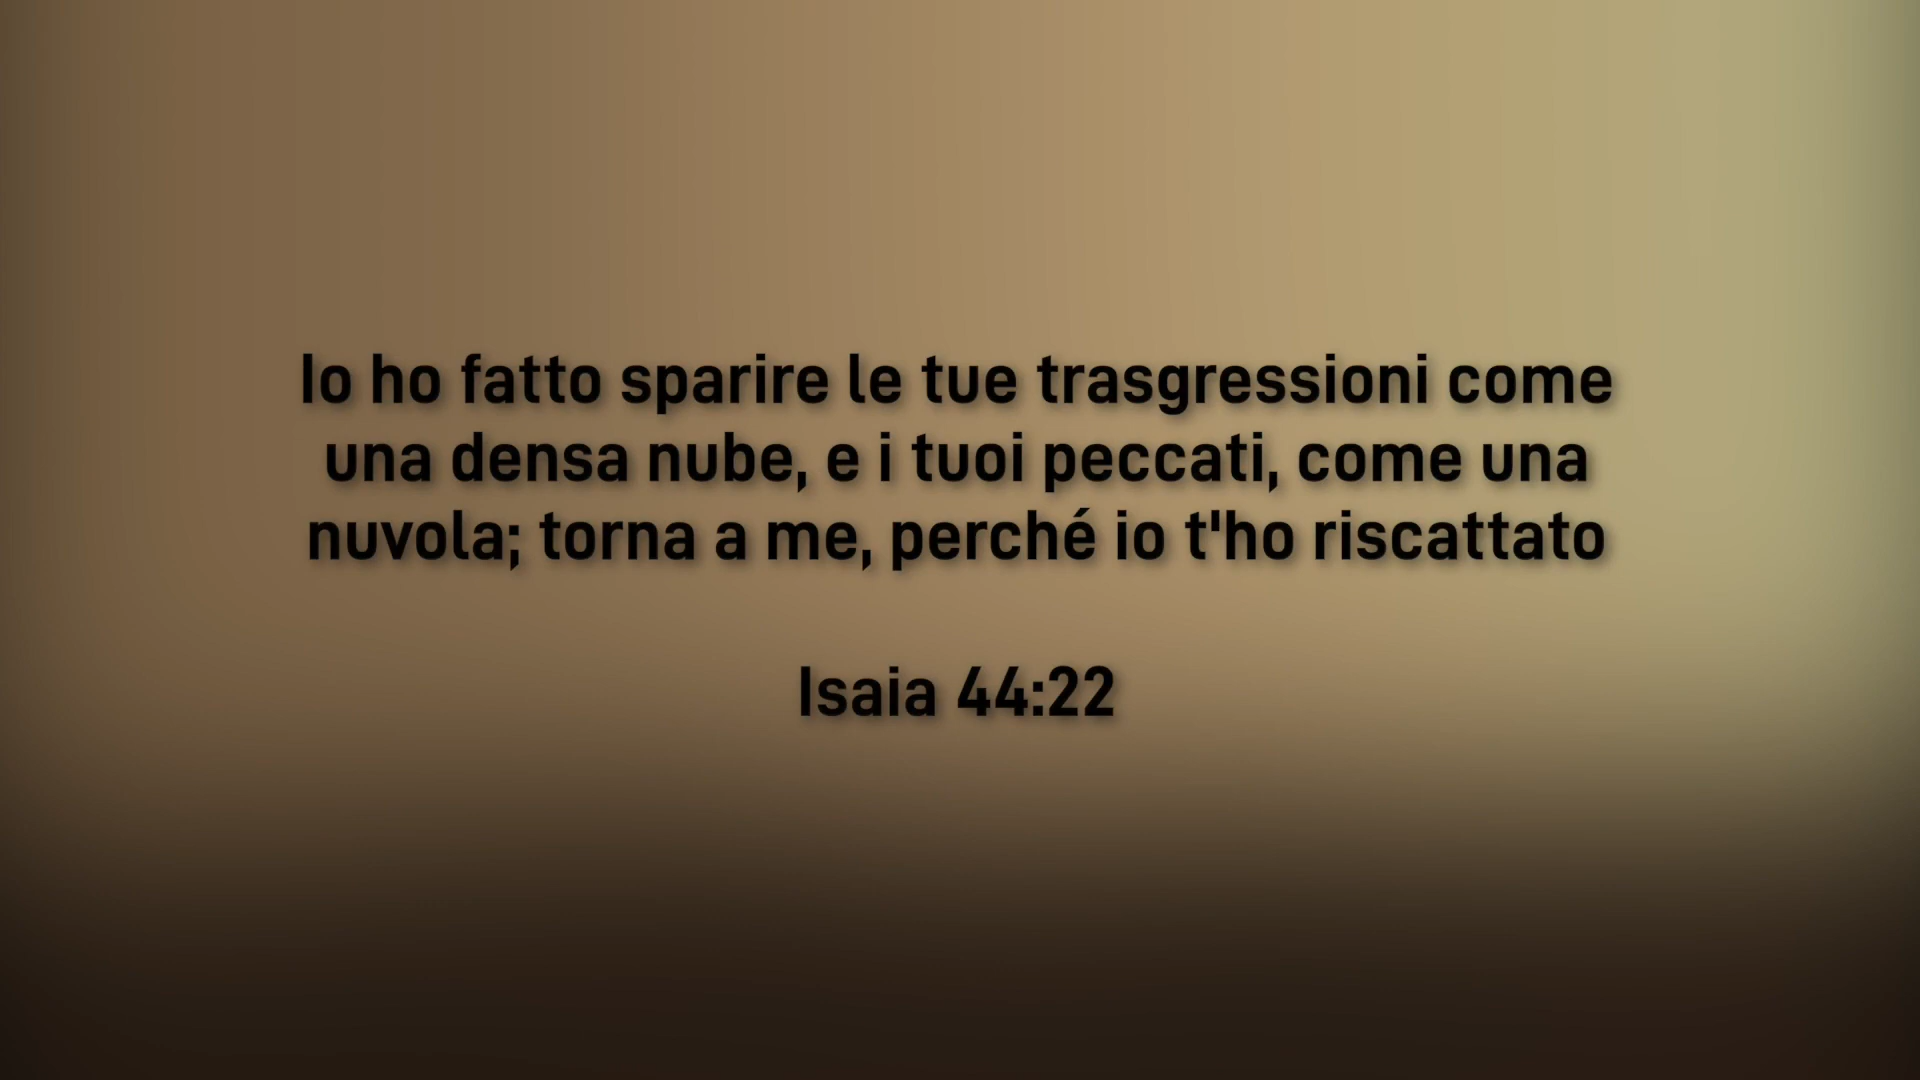 Io ho fatto sparire le tue trasgressioni come
una densa nube, e i tuoi peccati, come una
nuvola; torna a me, perché io t'ho riscattato
Isaia 44:22